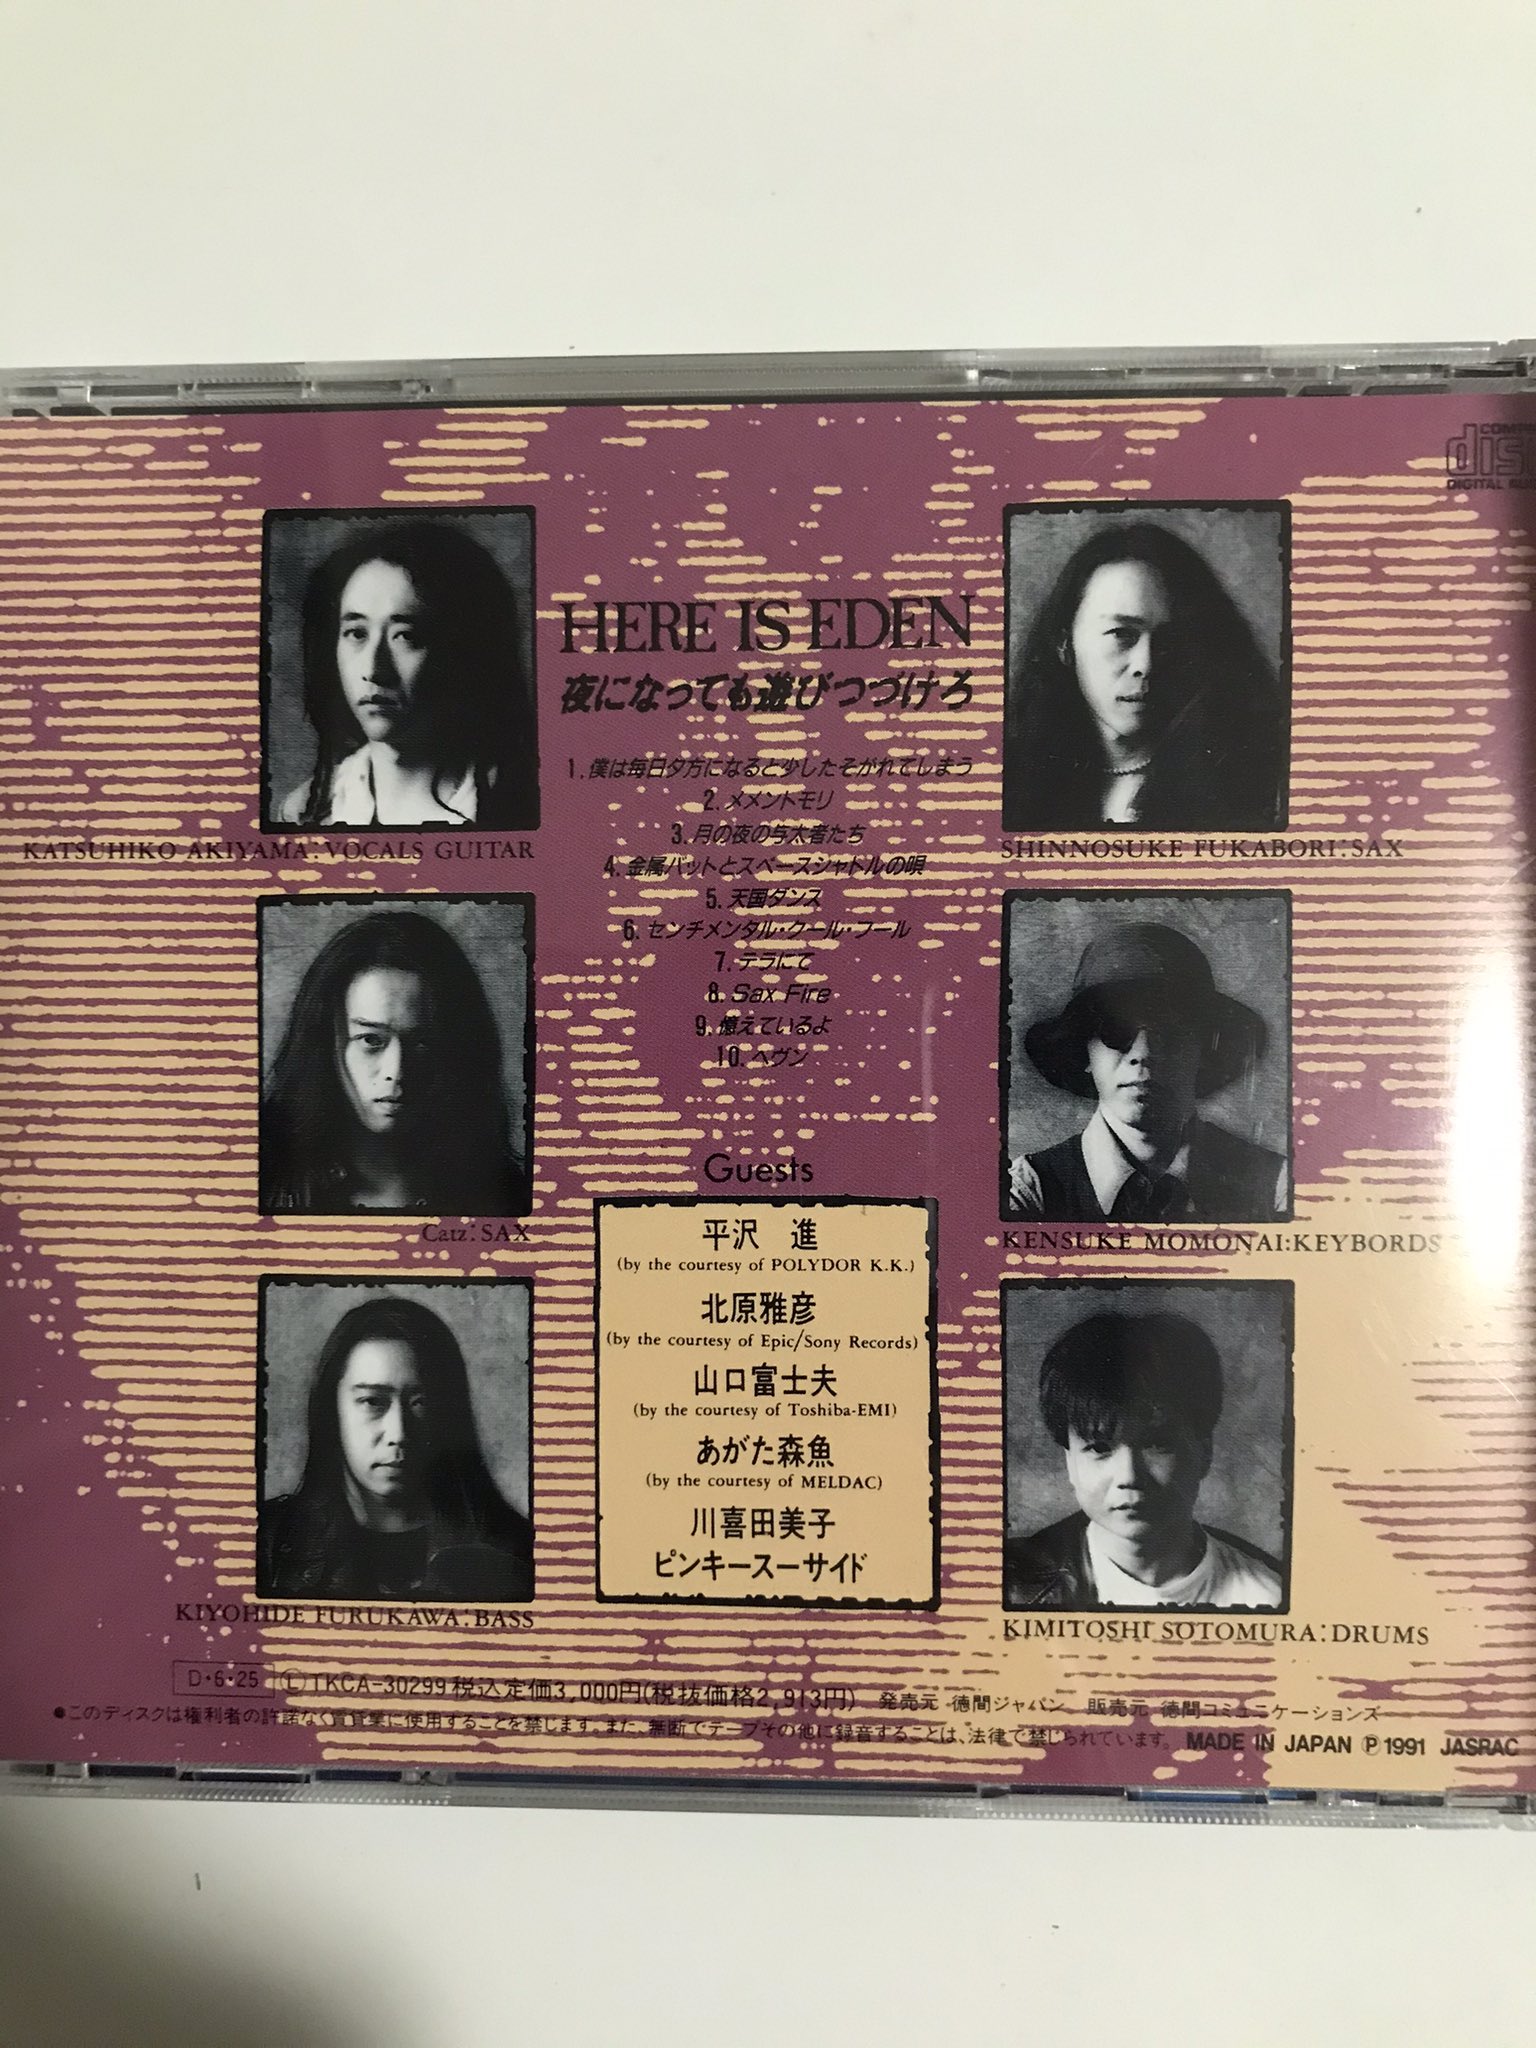 COMPACT
disc
DIGITAL AUDIO
HERE IS EDEN
夜になっても遊びつづけろ
1. 僕は毎日夕方になると少したそがれてしまう
2. メメントモリ
3. 月の夜の与太者たち
4. 金属バットとスペースシャトルの唄
5. 天国ダンス
6. センチメンタル・クール・フール
7. テラにて
8. Sax Fire
9. 憶えているよ
10. ヘヴン
KATSUHIKO AKIYAMA:VOCALS GUITAR
SHINNOSUKE FUKABORI:SAX
Catz:SAX
KENSUKE MOMONAI:KEYBORDS
KIYOHIDE FURUKAWA:BASS
KIMITOSHI SOTOMURA:DRUMS
Guests
平沢 進
(by the courtesy of POLYDOR K.K.)
北原雅彦
(by the courtesy of Epic/Sony Records)
山口富士夫
(by the courtesy of Toshiba-EMI)
あがた森魚
(by the courtesy of MELDAC)
川喜田美子
ピンキースーサイド
D・6・25 Ⓛ TKCA-30299 税込定価3,000円(税抜価格2,913円) 発売元 徳間ジャパン 販売元 徳間コミュニケーションズ
●このディスクは権利者の許諾なく賃貸業に使用することを禁じます。また、無断でテープその他に録音することは、法律で禁じられています。 MADE IN JAPAN Ⓟ1991 JASRAC